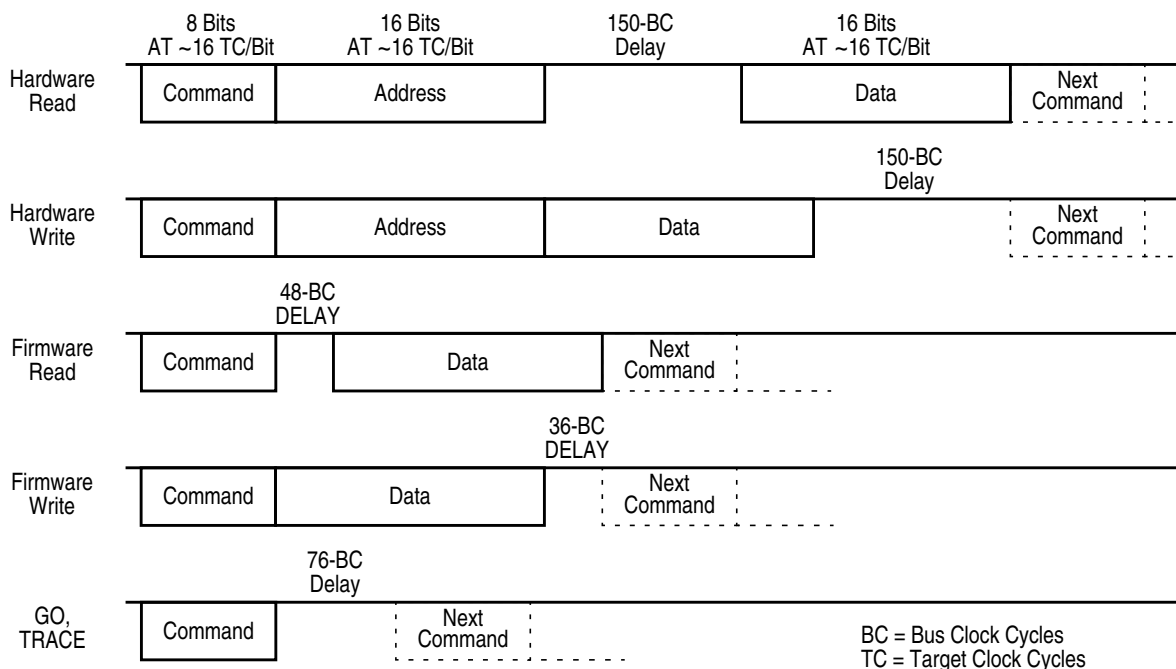 8 Bits
AT ~16 TC/Bit
16 Bits
AT ~16 TC/Bit
150-BC
Delay
16 Bits
AT ~16 TC/Bit
Hardware
Read
Command
Address
Data
Next
Command
150-BC
Delay
Hardware
Write
Command
Address
Data
Next
Command
48-BC
DELAY
Firmware
Read
Command
Data
Next
Command
36-BC
DELAY
Firmware
Write
Command
Data
Next
Command
76-BC
Delay
GO,
TRACE
Command
Next
Command
BC = Bus Clock Cycles
TC = Target Clock Cycles